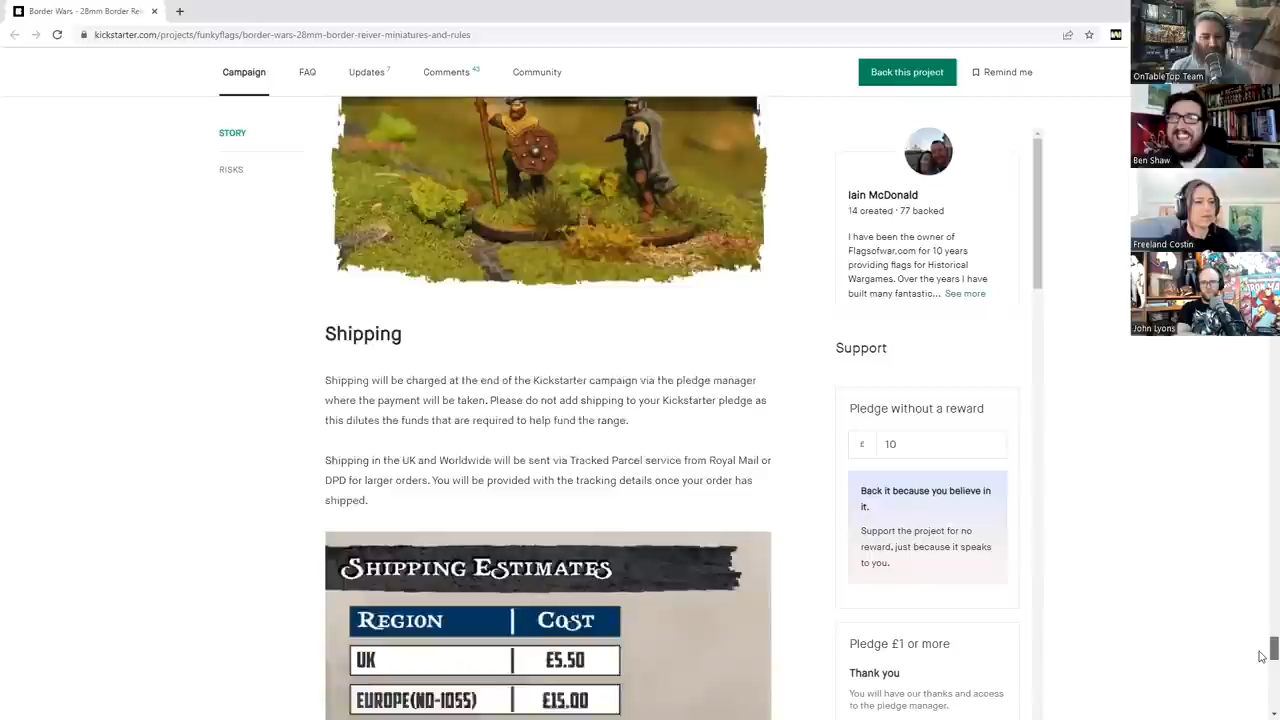 Border Wars - 28mm Border Rei
kickstarter.com/projects/funkyflags/border-wars-28mm-border-reiver-miniatures-and-rules
Campaign
FAQ
Updates 7
Comments 43
Community
Back this project
Remind me
STORY
RISKS
Shipping
Shipping will be charged at the end of the Kickstarter campaign via the pledge manager
where the payment will be taken. Please do not add shipping to your Kickstarter pledge as
this dilutes the funds that are required to help fund the range.
Shipping in the UK and Worldwide will be sent via Tracked Parcel service from Royal Mail or
DPD for larger orders. You will be provided with the tracking details once your order has
shipped.
SHIPPING ESTIMATES
REGION COST
UK £5.50
EUROPE(NO-IOSS) £15.00
Iain McDonald
14 created · 77 backed
I have been the owner of
Flagsofwar.com for 10 years
providing flags for Historical
Wargames. Over the years I have
built many fantastic... See more
Support
Pledge without a reward
£ 10
Back it because you believe in
it.
Support the project for no
reward, just because it speaks
to you.
Pledge £1 or more
Thank you
You will have our thanks and access
to the pledge manager.
OnTableTop Team
Ben Shaw
Freeland Costin
John Lyons